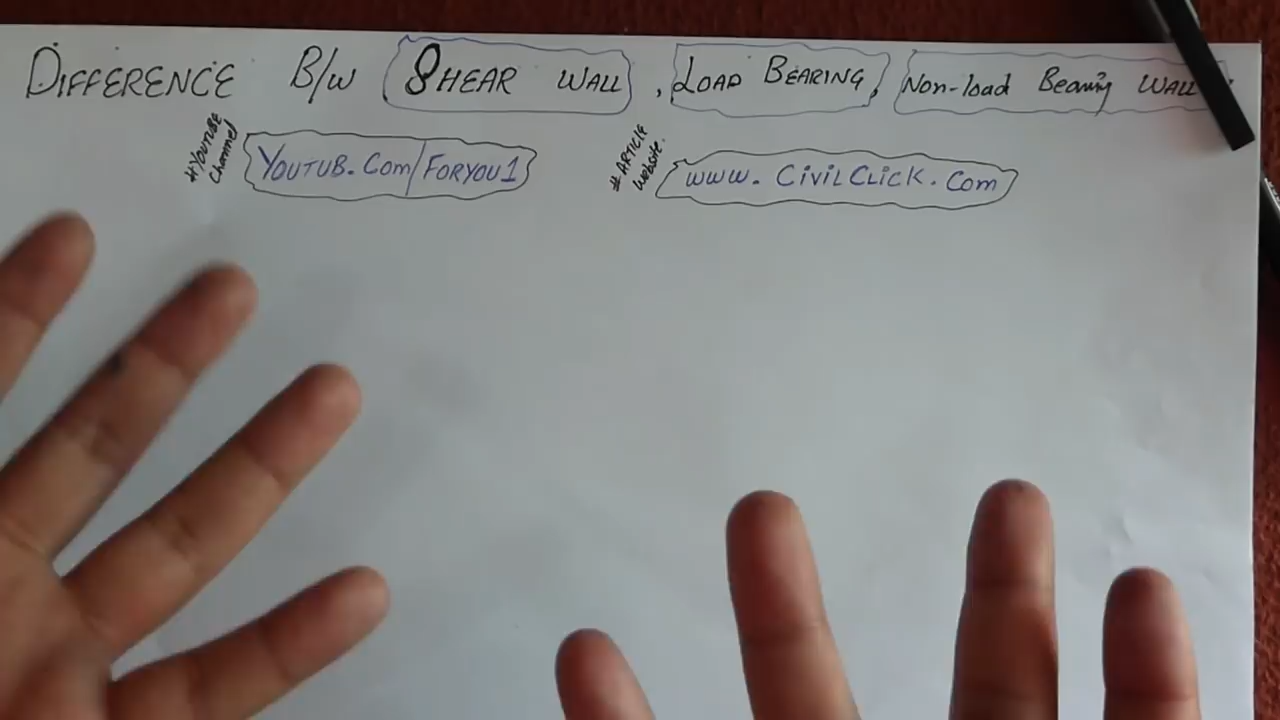 DIFFERENCE B/w SHEAR WALL, LOAD BEARING, Non-load Bearing WALL.
#YOUTUBE Channel YOUTUB.Com/FORYOU1 #ARTICLE Website. www.CiviLCLick.Com